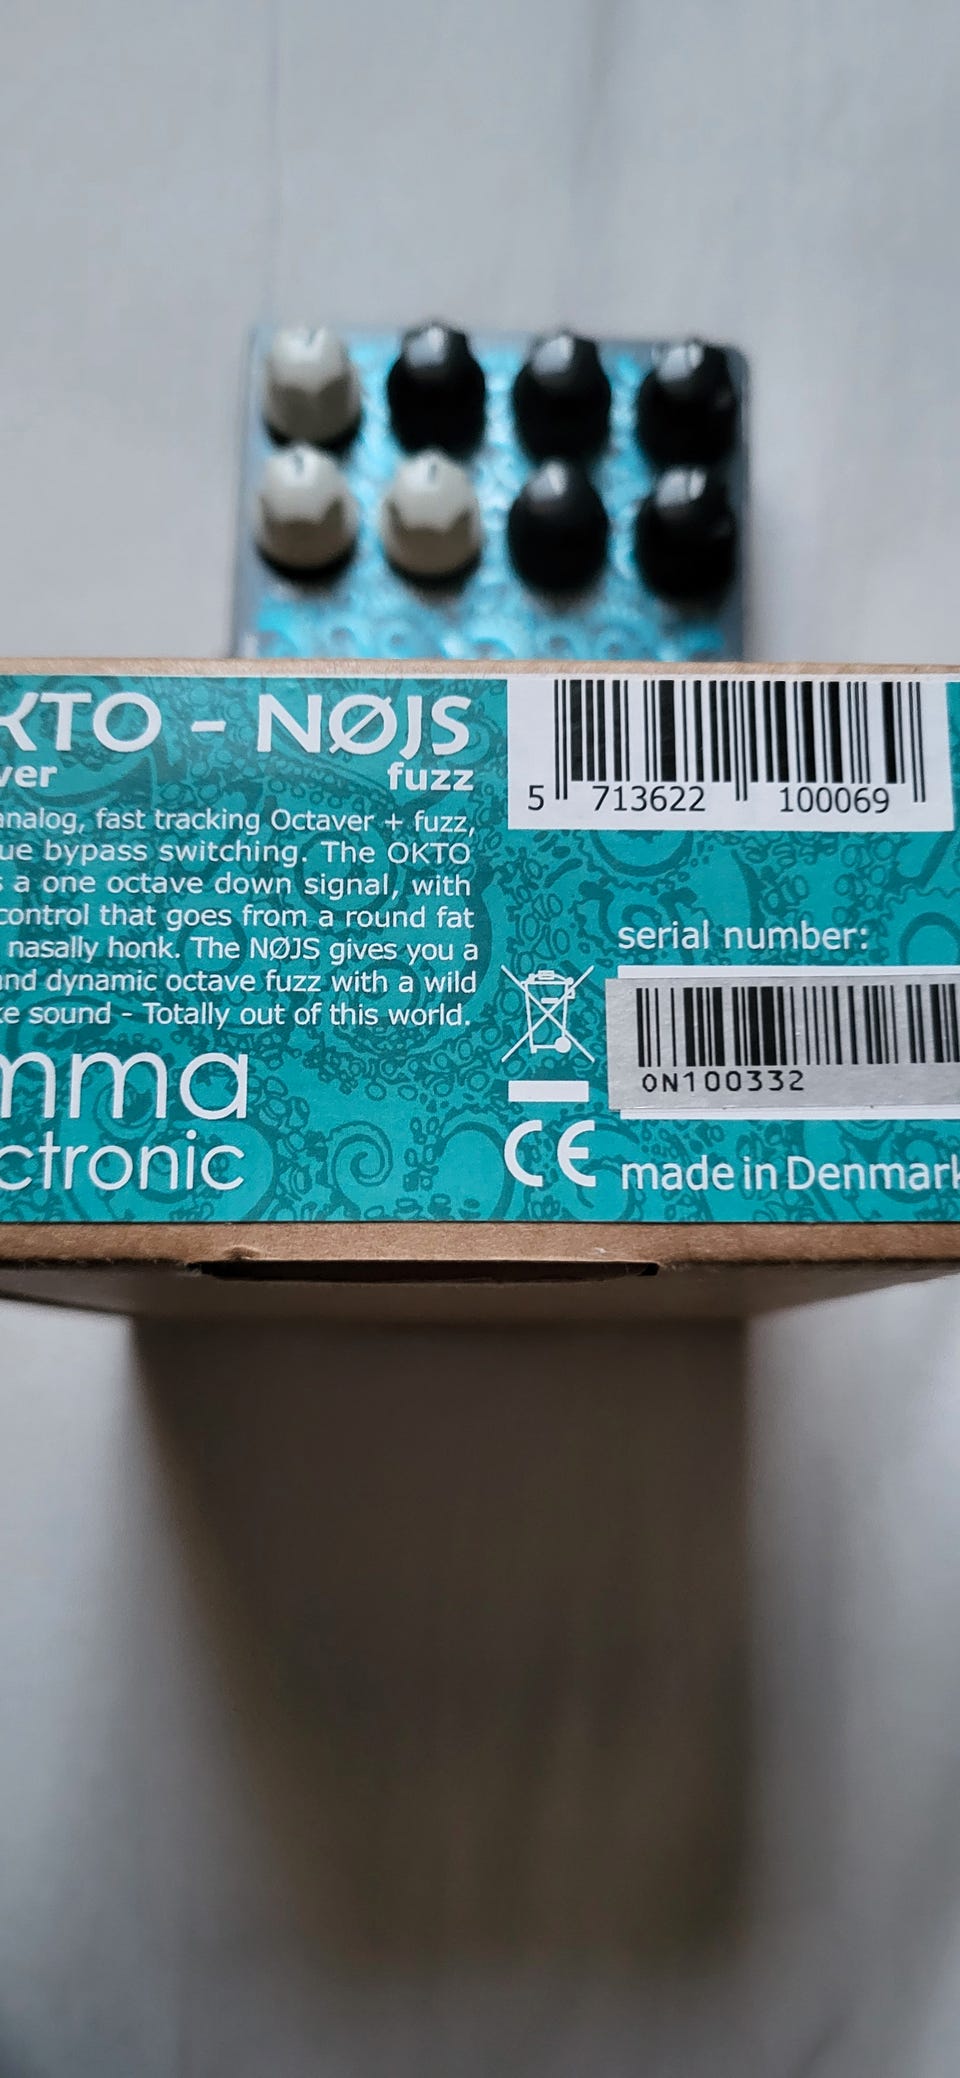 KTO – NØJS
ver
fuzz
analog, fast tracking Octaver + fuzz,
ue bypass switching. The OKTO
s a one octave down signal, with
control that goes from a round fat
nasally honk. The NØJS gives you a
nd dynamic octave fuzz with a wild
ke sound – Totally out of this world.
mma
ctronic
5 713622 100069
serial number:
ON100332
CE
made in Denmark